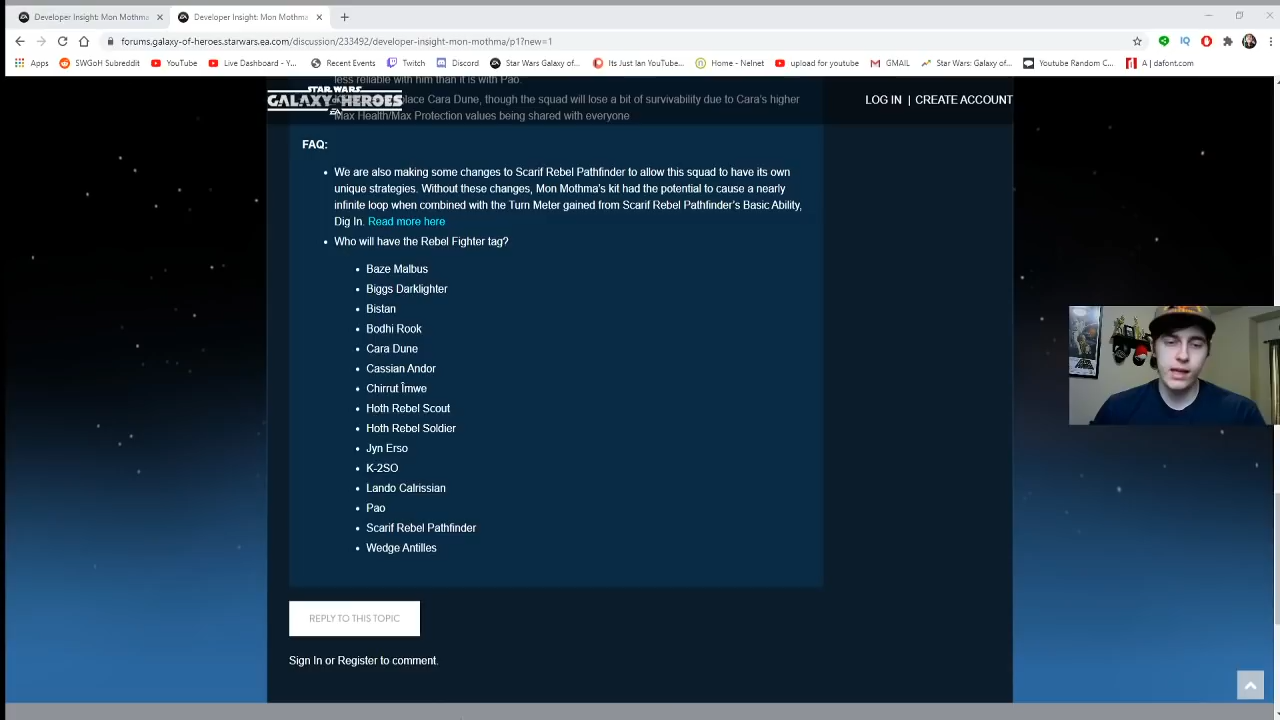 Developer Insight: Mon Mothma
Developer Insight: Mon Mothma
forums.galaxy-of-heroes.starwars.ea.com/discussion/233492/developer-insight-mon-mothma/p1?new=1
Apps
SWGoH Subreddit
YouTube
Live Dashboard - Yo...
Recent Events
Twitch
Discord
Star Wars Galaxy of...
Its Just.Ian YouTube...
Home - Nelnet
upload for youtube
GMAIL
Star Wars: Galaxy of...
Youtube Random C...
A | dafont.com
less reliable with him than it is with Pao.
STAR WARS
GALAXY HEROES
LOG IN | CREATE ACCOUNT
place Cara Dune, though the squad will lose a bit of survivability due to Cara's higher
Max Health/Max Protection values being shared with everyone
FAQ:
• We are also making some changes to Scarif Rebel Pathfinder to allow this squad to have its own
unique strategies. Without these changes, Mon Mothma's kit had the potential to cause a nearly
infinite loop when combined with the Turn Meter gained from Scarif Rebel Pathfinder's Basic Ability,
Dig In. Read more here
• Who will have the Rebel Fighter tag?
• Baze Malbus
• Biggs Darklighter
• Bistan
• Bodhi Rook
• Cara Dune
• Cassian Andor
• Chirrut Îmwe
• Hoth Rebel Scout
• Hoth Rebel Soldier
• Jyn Erso
• K-2SO
• Lando Calrissian
• Pao
• Scarif Rebel Pathfinder
• Wedge Antilles
REPLY TO THIS TOPIC
Sign In or Register to comment.